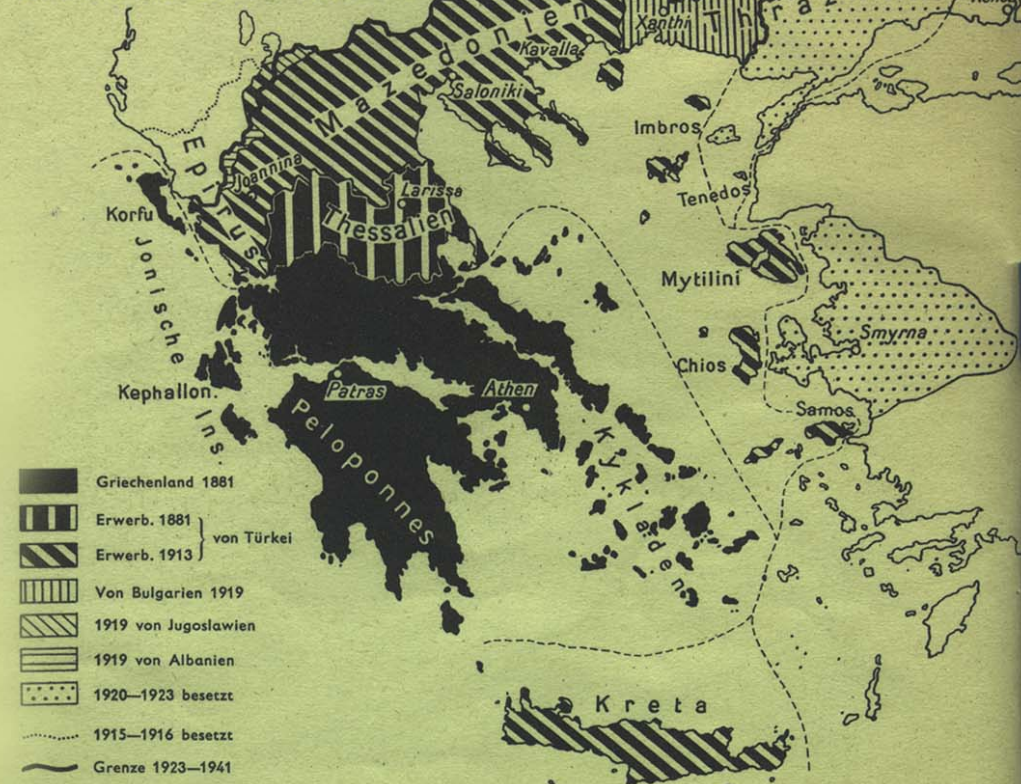 Xanthi
Thra
Mazedonien
Kavalla
Saloniki
Imbros
Epirus
Joannina
Larissa
Tenedos
Korfu
Thessalien
Jonische Ins.
Mytilini
Smyrna
Chios
Kephallon.
Patras
Athen
Samos
Peloponnes
Kykladen
Griechenland 1881
Erwerb. 1881
von Türkei
Erwerb. 1913
Von Bulgarien 1919
1919 von Jugoslawien
1919 von Albanien
1920—1923 besetzt
Kreta
1915—1916 besetzt
Grenze 1923—1941